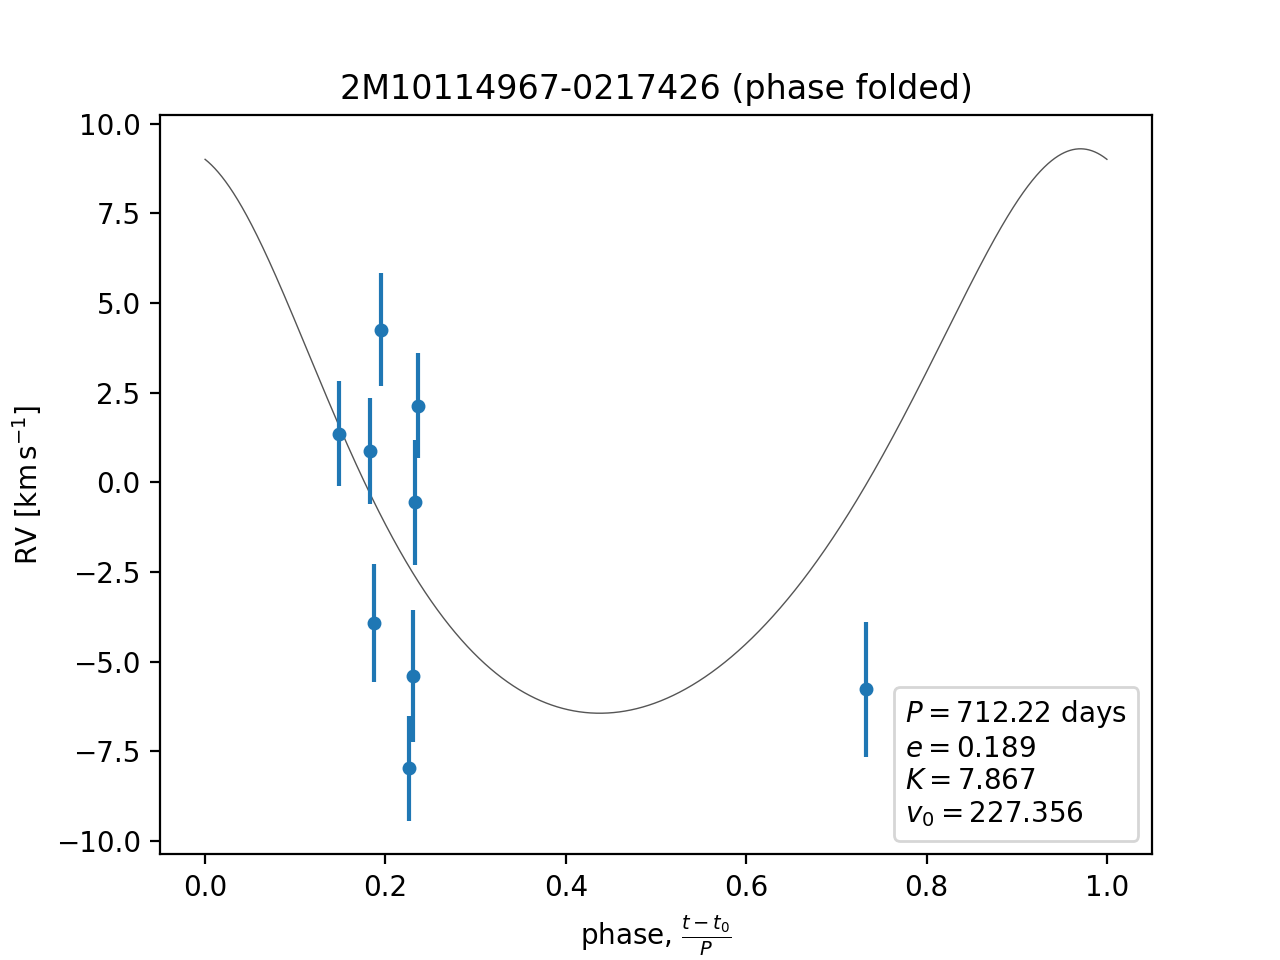 2M10114967-0217426 (phase folded)
10.0
7.5
5.0
2.5
0.0
−2.5
−5.0
−7.5
−10.0
RV [km s⁻¹]
P = 712.22 days
e = 0.189
K = 7.867
v₀ = 227.356
0.0 0.2 0.4 0.6 0.8 1.0
phase, (t − t₀)/P